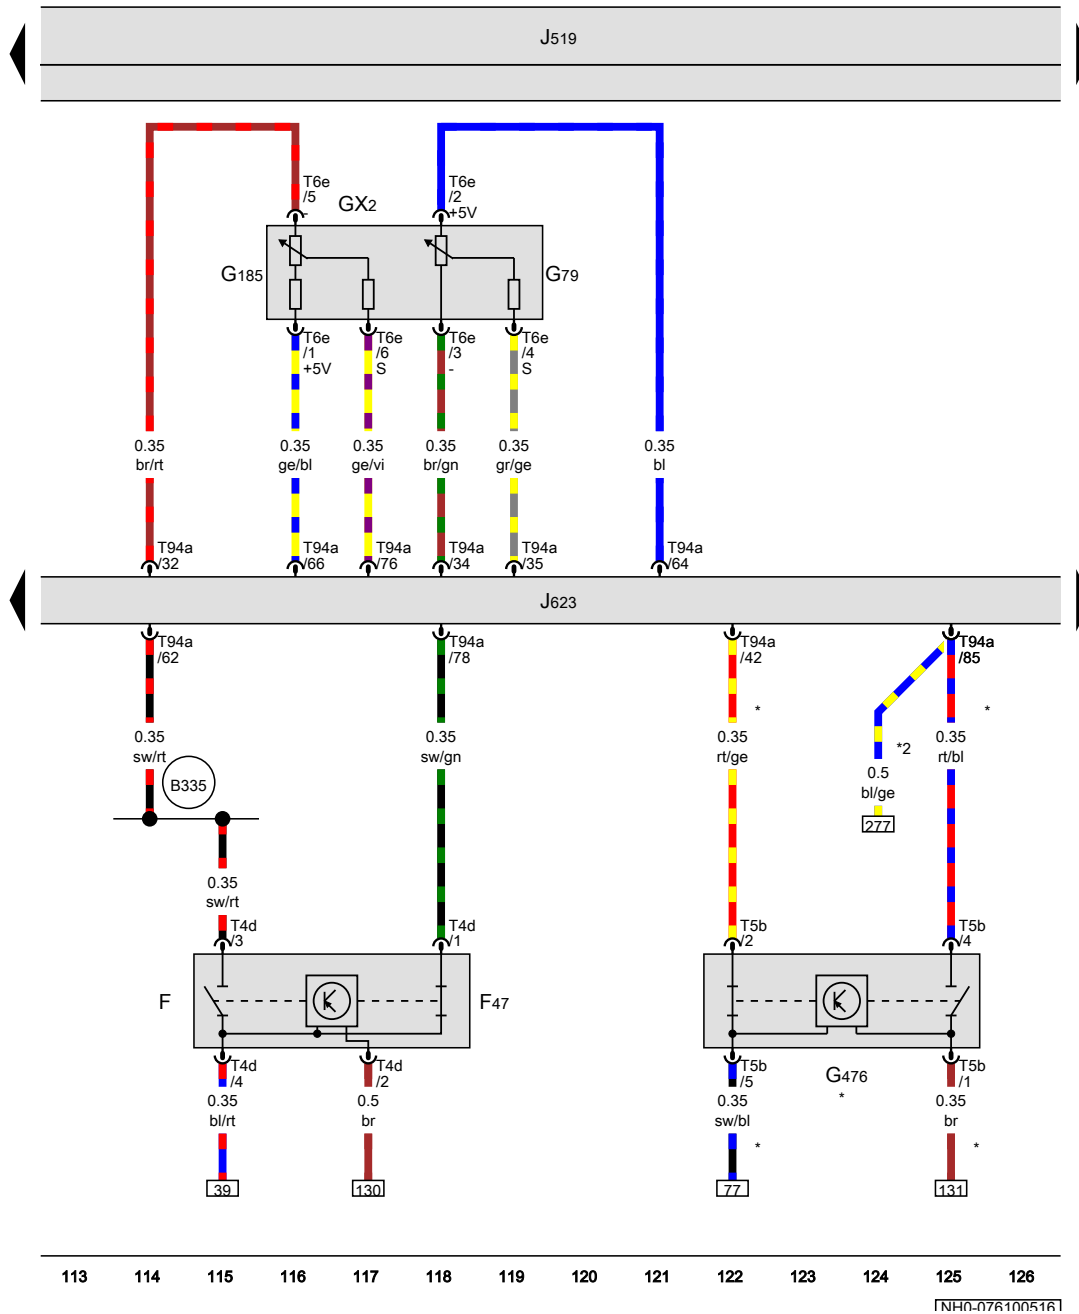 J519
T6e
/5
-
GX2
T6e
/2
+5V
G185
G79
T6e
/1
+5V
T6e
/6
S
T6e
/3
-
T6e
/4
S
0.35
br/rt
0.35
ge/bl
0.35
ge/vi
0.35
br/gn
0.35
gr/ge
0.35
bl
T94a
/32
T94a
/66
T94a
/76
T94a
/34
T94a
/35
T94a
/64
J623
T94a
/62
T94a
/78
T94a
/42
T94a
/85
*
*
0.35
sw/rt
0.35
sw/gn
0.35
rt/ge
*2
0.35
rt/bl
B335
0.5
bl/ge
277
0.35
sw/rt
T4d
/3
T4d
/1
T5b
/2
T5b
/4
F
F47
T4d
/4
T4d
/2
T5b
/5
G476
*
T5b
/1
0.35
bl/rt
0.5
br
0.35
sw/bl
0.35
br
*
*
39
130
77
131
113 114 115 116 117 118 119 120 121 122 123 124 125 126
NH0-076100516